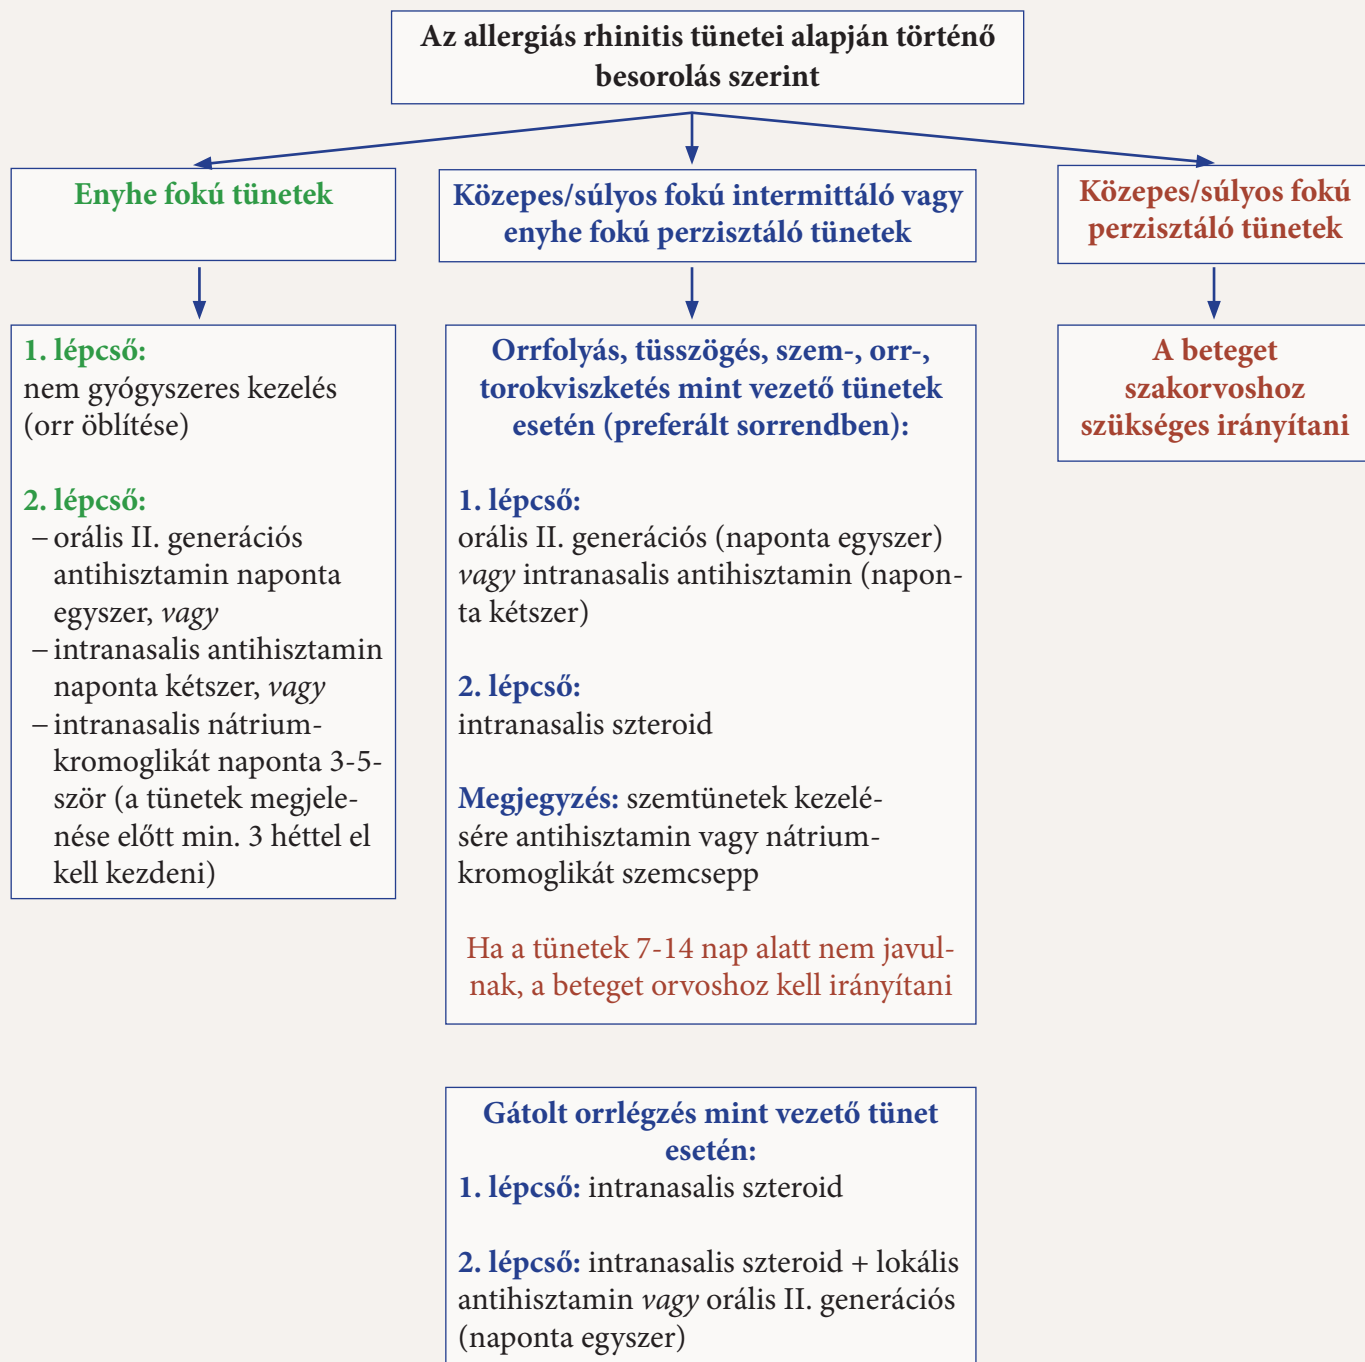 Az allergiás rhinitis tünetei alapján történő
besorolás szerint
Enyhe fokú tünetek
Közepes/súlyos fokú intermittáló vagy
enyhe fokú perzisztáló tünetek
Közepes/súlyos fokú
perzisztáló tünetek
1. lépcső:
nem gyógyszeres kezelés
(orr öblítése)
2. lépcső:
– orális II. generációs
antihisztamin naponta
egyszer, vagy
– intranasalis antihisztamin
naponta kétszer, vagy
– intranasalis nátrium-
kromoglikát naponta 3-5-
ször (a tünetek megjele-
nése előtt min. 3 héttel el
kell kezdeni)
Orrfolyás, tüsszögés, szem-, orr-,
torokviszketés mint vezető tünetek
esetén (preferált sorrendben):
1. lépcső:
orális II. generációs (naponta egyszer)
vagy intranasalis antihisztamin (napon-
ta kétszer)
2. lépcső:
intranasalis szteroid
Megjegyzés: szemtünetek kezelé-
sére antihisztamin vagy nátrium-
kromoglikát szemcsepp
Ha a tünetek 7-14 nap alatt nem javul-
nak, a beteget orvoshoz kell irányítani
A beteget
szakorvoshoz
szükséges irányítani
Gátolt orrlégzés mint vezető tünet
esetén:
1. lépcső: intranasalis szteroid
2. lépcső: intranasalis szteroid + lokális
antihisztamin vagy orális II. generációs
(naponta egyszer)